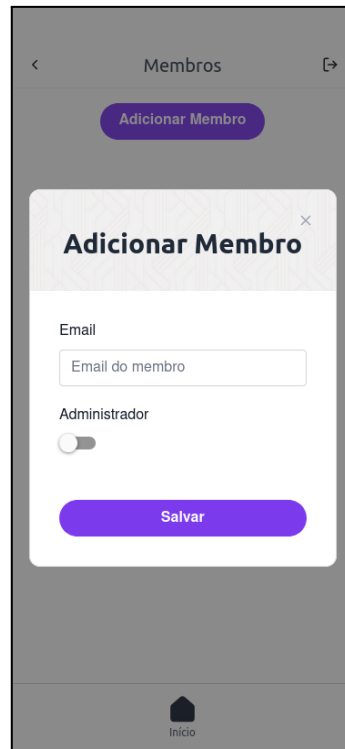 Membros
Adicionar Membro
Adicionar Membro
Email
Email do membro
Administrador
Salvar
Início